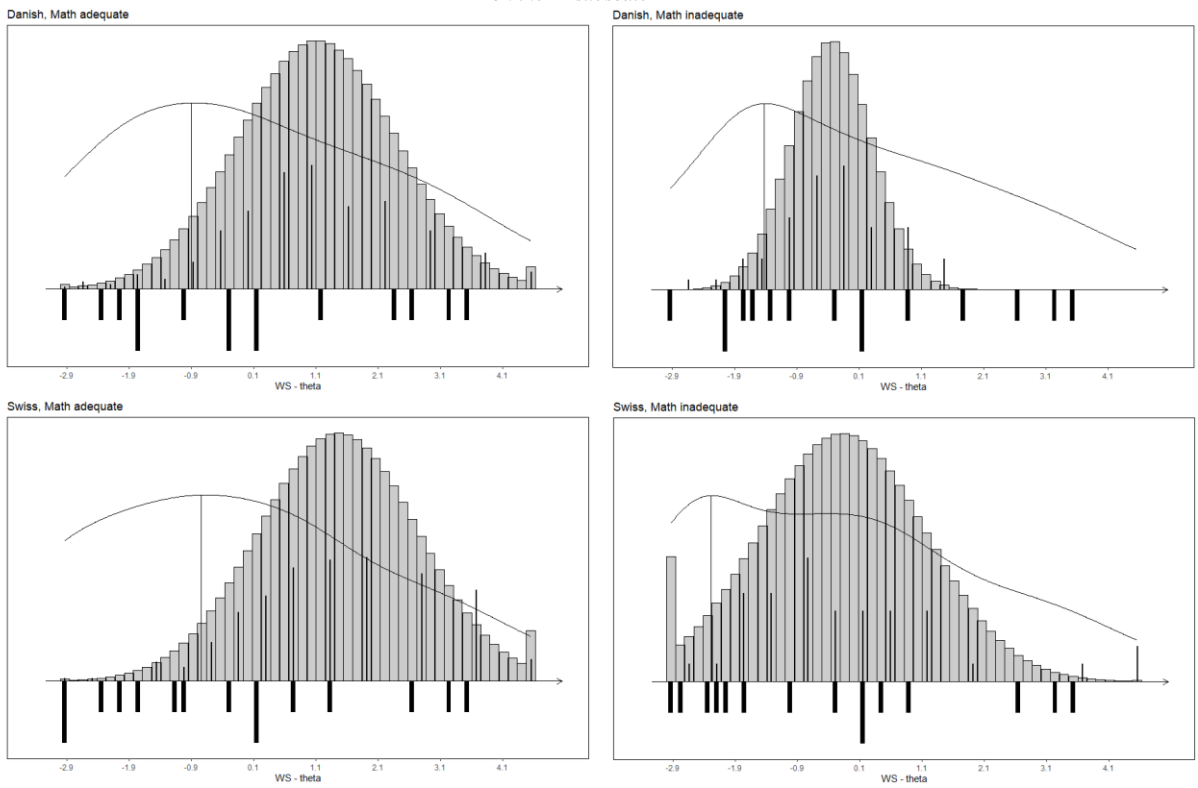 Danish, Math adequate
-2.9 -1.9 -0.9 0.1 1.1 2.1 3.1 4.1
WS - theta
Danish, Math inadequate
-2.9 -1.9 -0.9 0.1 1.1 2.1 3.1 4.1
WS - theta
Swiss, Math adequate
-2.9 -1.9 -0.9 0.1 1.1 2.1 3.1 4.1
WS - theta
Swiss, Math inadequate
-2.9 -1.9 -0.9 0.1 1.1 2.1 3.1 4.1
WS - theta